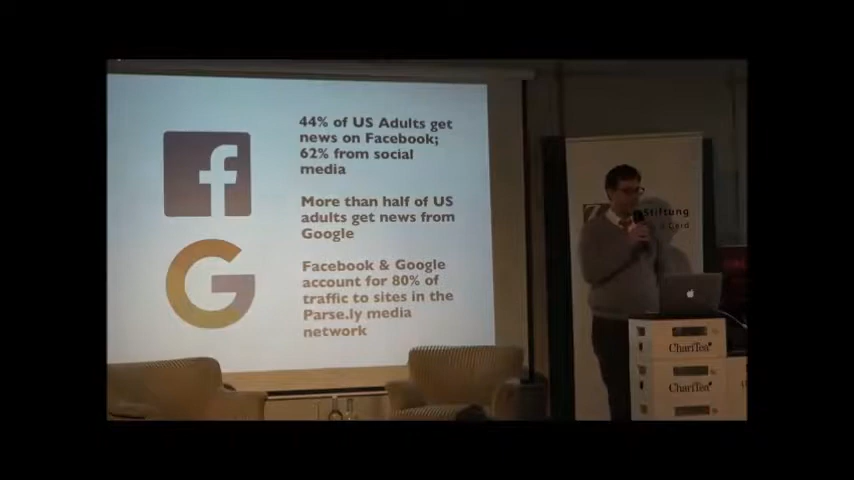 44% of US Adults get
news on Facebook;
62% from social
media
More than half of US
adults get news from
Google
Facebook & Google
account for 80% of
traffic to sites in the
Parse.ly media
network
f
G
Stiftung
ChariTea
ChariTea